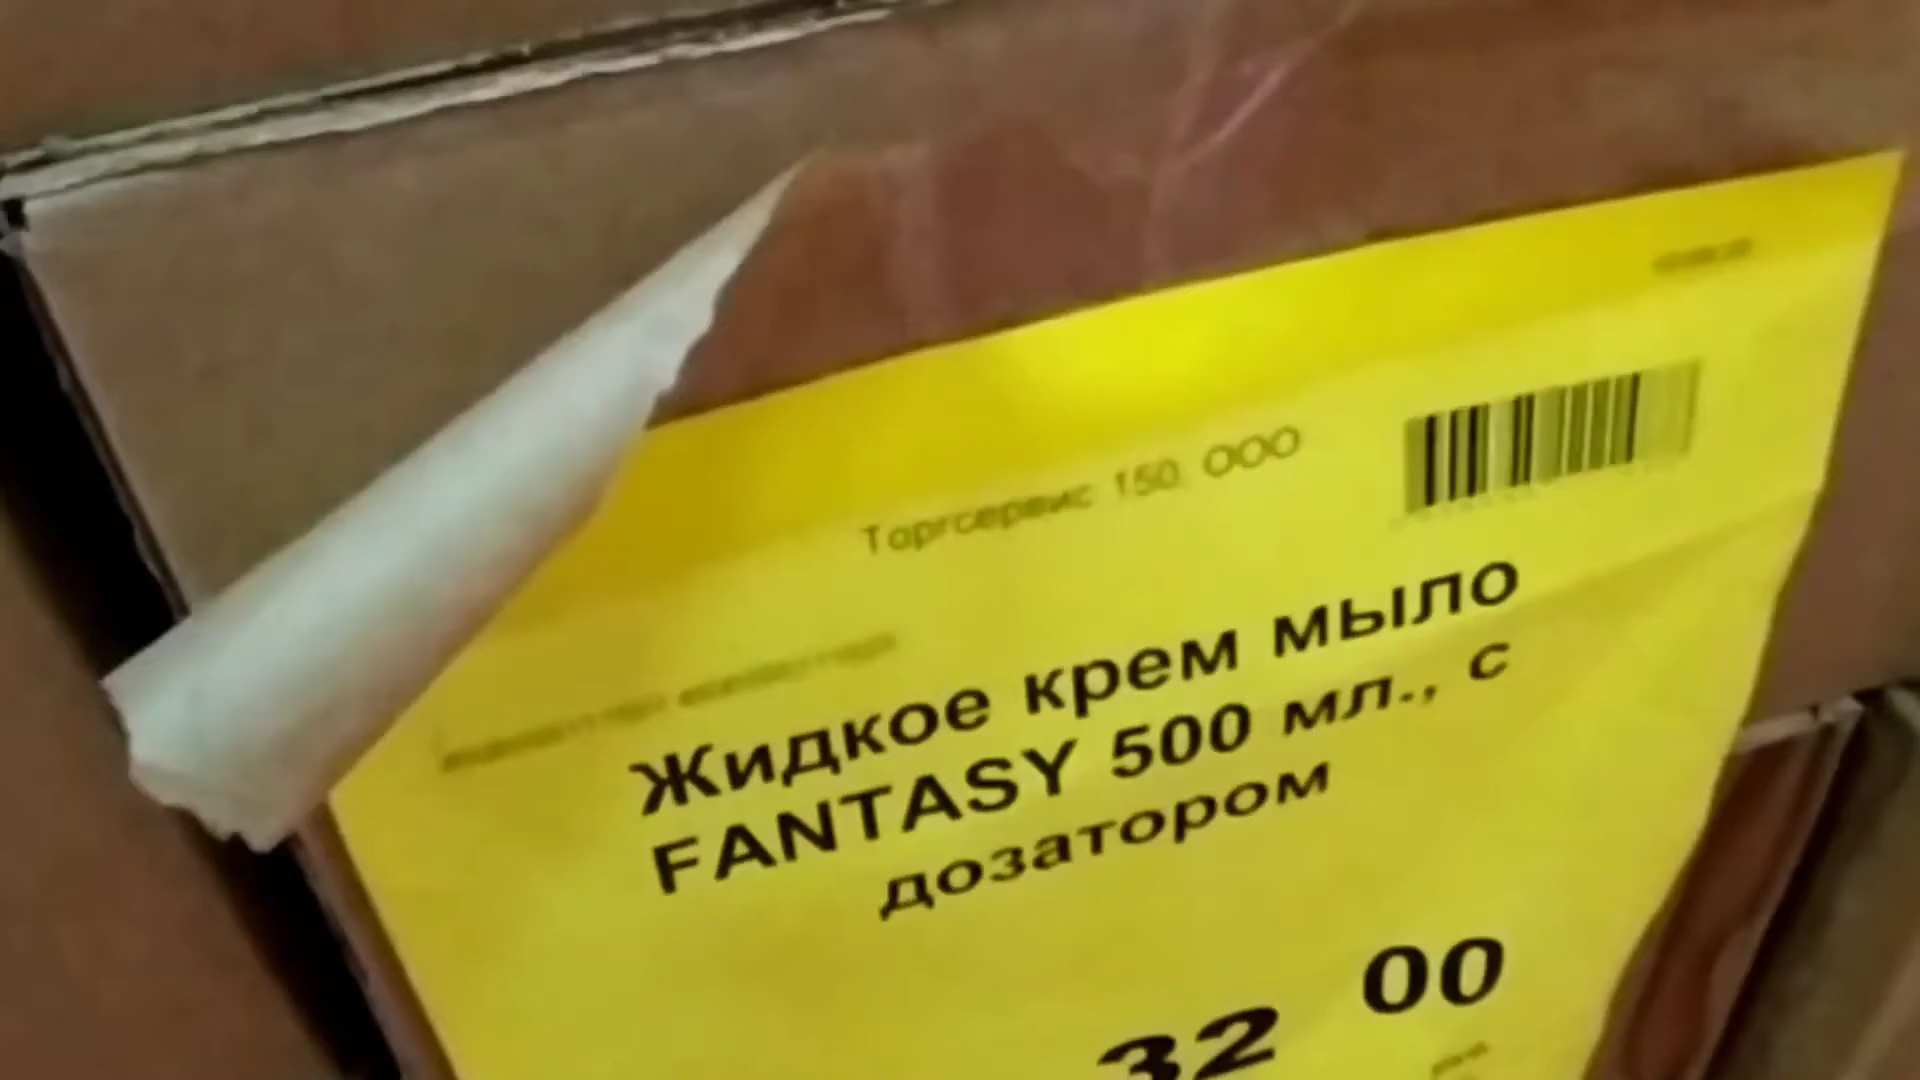 Торгсервис 150, ООО
Жидкое крем мыло
FANTASY 500 мл., с
дозатором
32 00